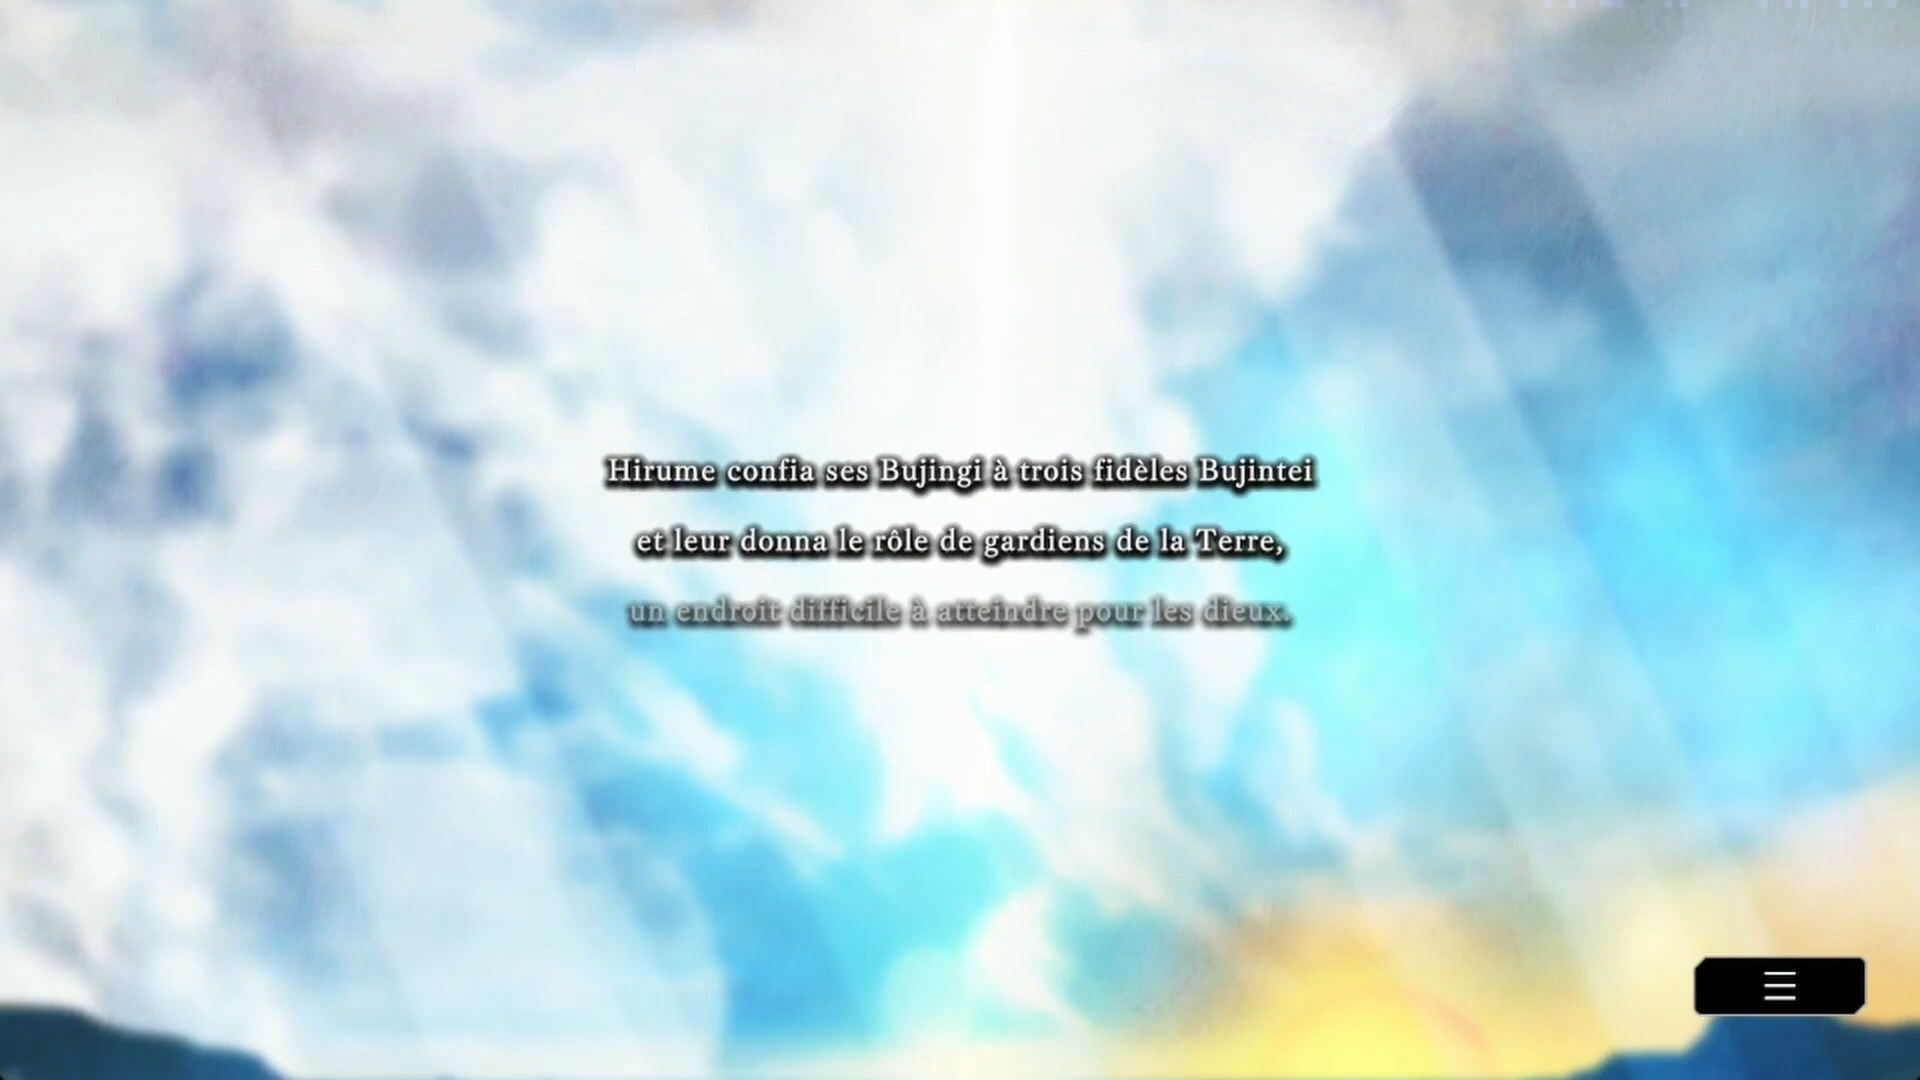 Hirume confia ses Bujingi à trois fidèles Bujintei
et leur donna le rôle de gardiens de la Terre,
un endroit difficile à atteindre pour les dieux.